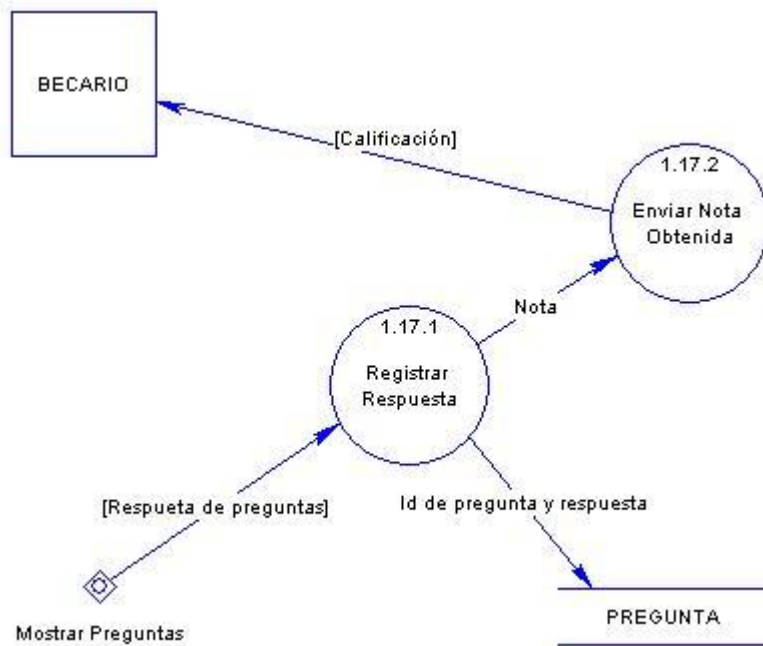 BECARIO
[Calificación]
1.17.2
Enviar Nota
Obtenida
Nota
1.17.1
Registrar
Respuesta
[Respueta de preguntas]
Id de pregunta y respuesta
Mostrar Preguntas
PREGUNTA